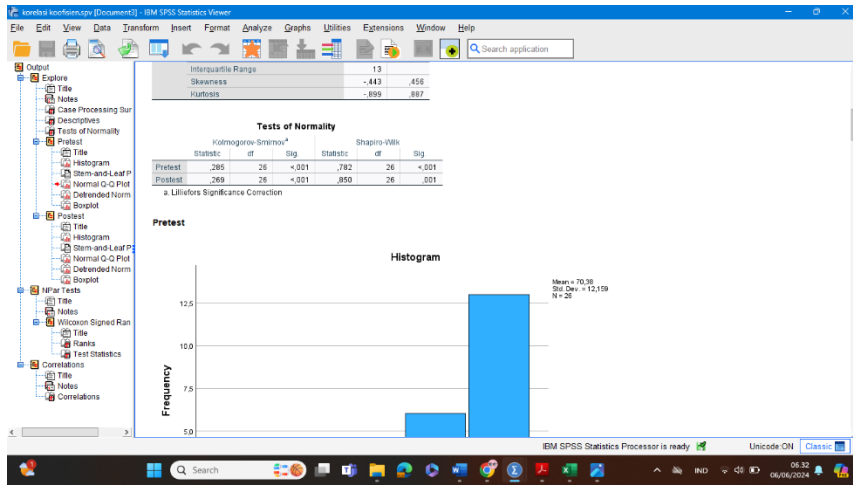 korelasi koofisien.spv [Document3] - IBM SPSS Statistics Viewer
File Edit View Data Transform Insert Format Analyze Graphs Utilities Extensions Window Help
Search application
Output
Explore
Title
Notes
Case Processing Sur
Descriptives
Tests of Normality
Pretest
Title
Histogram
Stem-and-Leaf P
Normal Q-Q Plot
Detrended Norm
Boxplot
Postest
Title
Histogram
Stem-and-Leaf P
Normal Q-Q Plot
Detrended Norm
Boxplot
NPar Tests
Title
Notes
Wilcoxon Signed Ran
Title
Ranks
Test Statistics
Correlations
Title
Notes
Correlations
Interquartile Range 13
Skewness -,443 ,456
Kurtosis -,899 ,887
Tests of Normality
Kolmogorov-Smirnov a Shapiro-Wilk
Statistic df Sig. Statistic df Sig.
Pretest ,285 26 <,001 ,782 26 <,001
Postest ,269 26 <,001 ,850 26 ,001
a. Lilliefors Significance Correction
Pretest
Histogram
Mean = 70,38
Std. Dev. = 12,159
N = 26
Frequency
12,5
10,0
7,5
5,0
IBM SPSS Statistics Processor is ready Unicode:ON Classic
Search
IND
06.32
06/06/2024